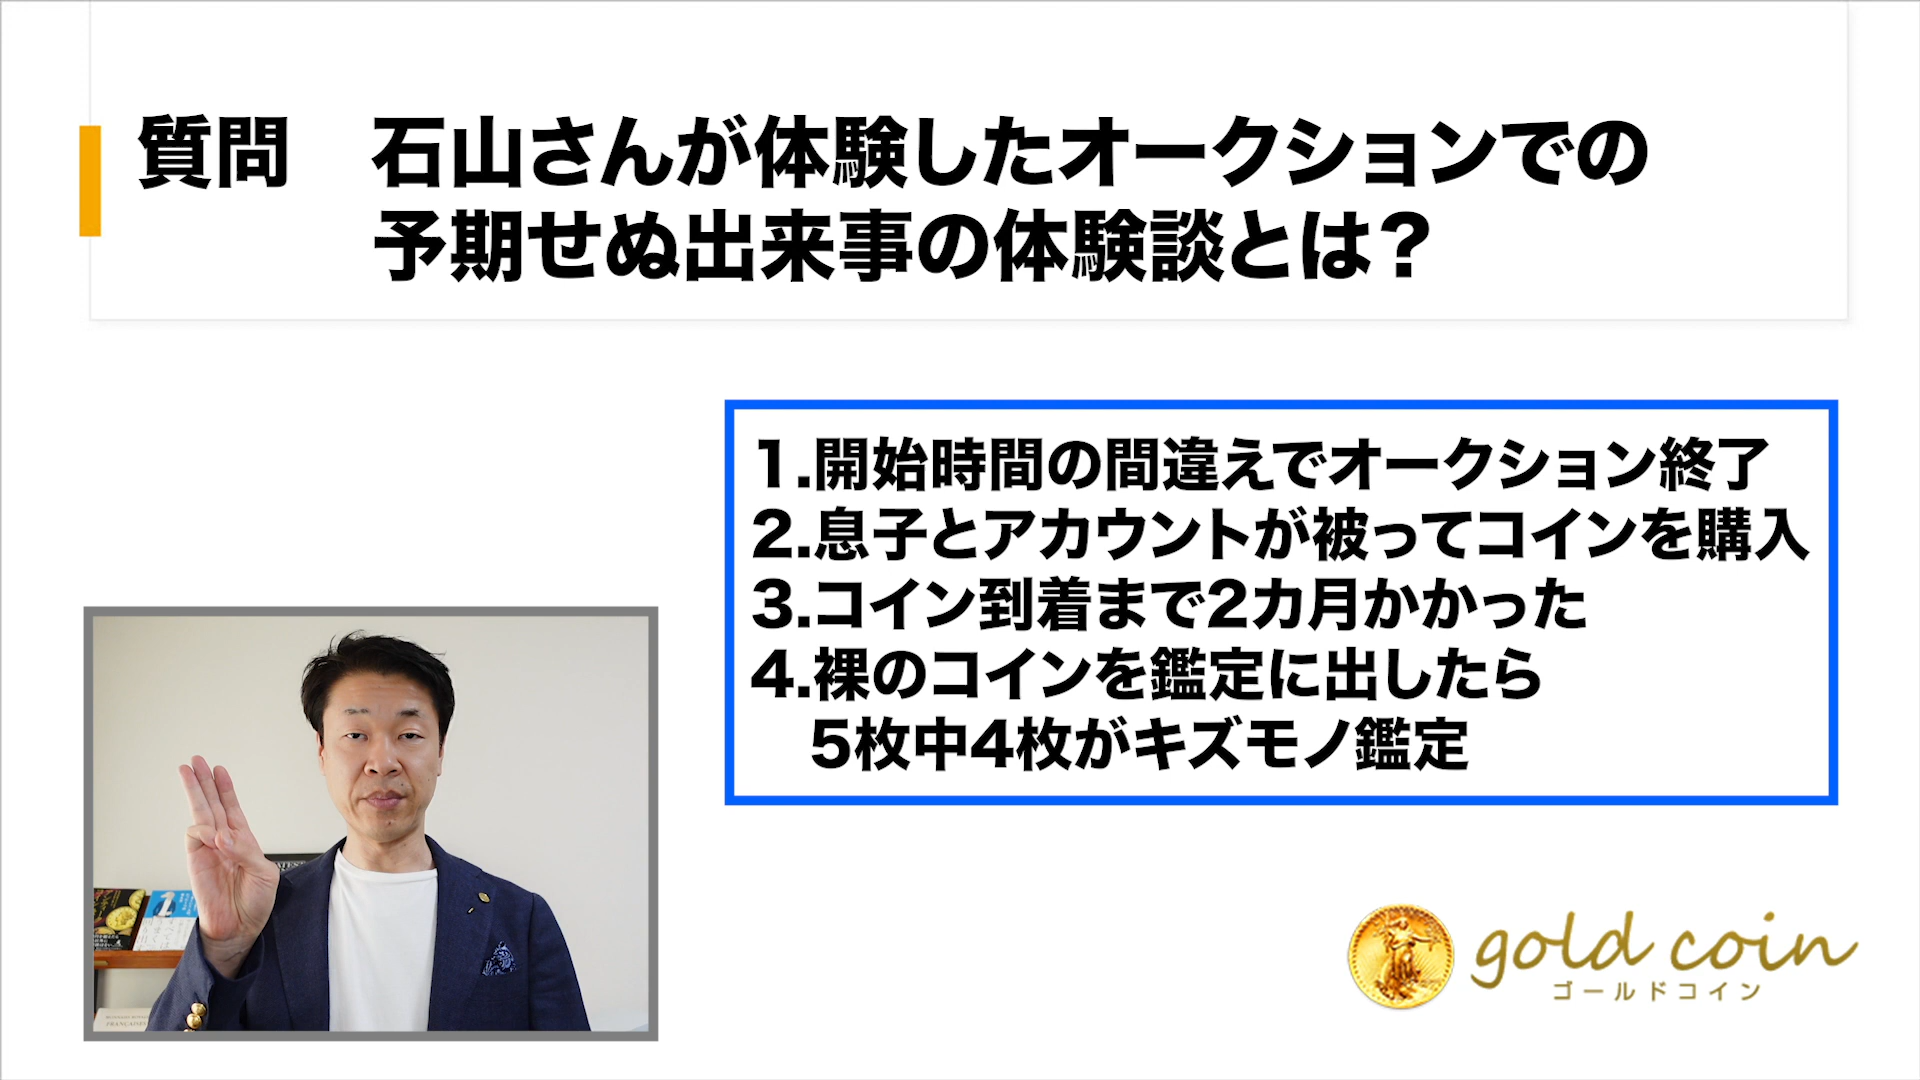 質問 石山さんが体験したオークションでの
予期せぬ出来事の体験談とは？
1.開始時間の間違えでオークション終了
2.息子とアカウントが被ってコインを購入
3.コイン到着まで2カ月かかった
4.裸のコインを鑑定に出したら
5枚中4枚がキズモノ鑑定
gold coin
ゴールドコイン